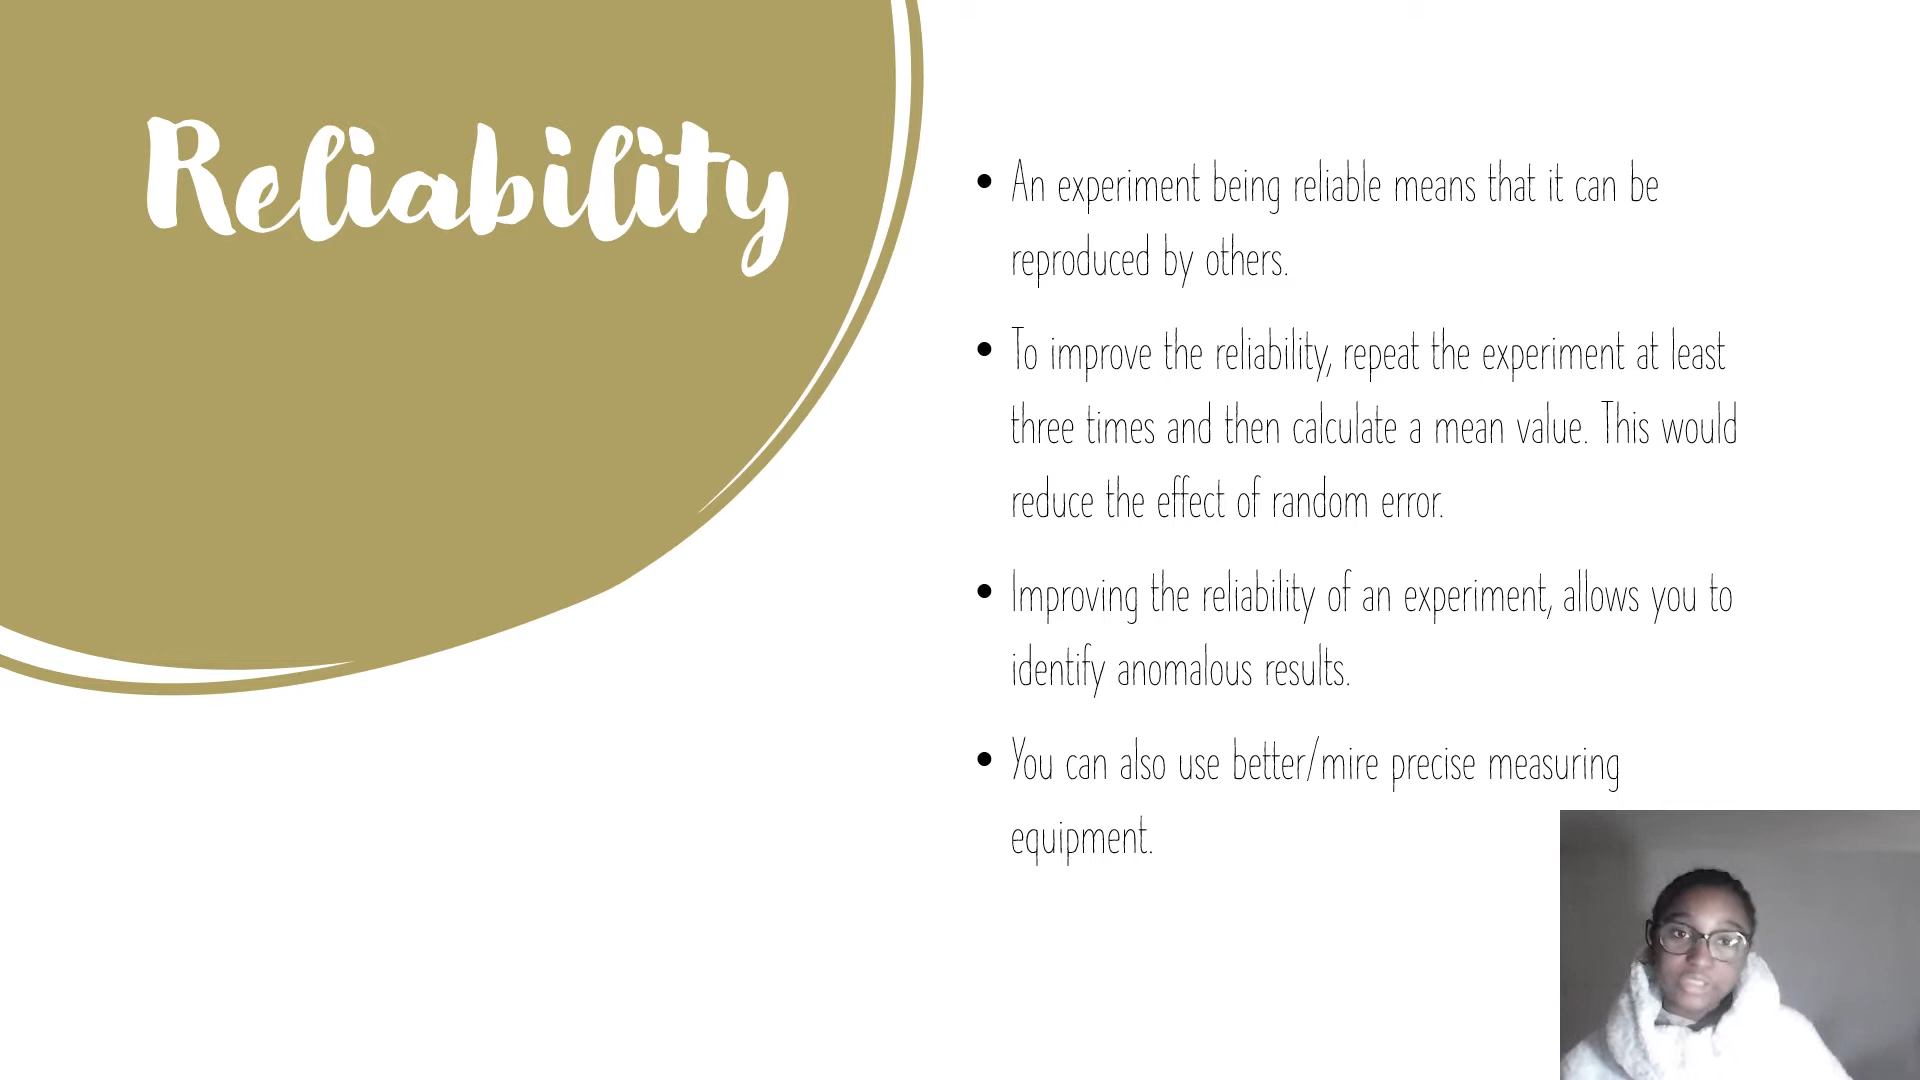 Reliability
• An experiment being reliable means that it can be
reproduced by others.
• To improve the reliability, repeat the experiment at least
three times and then calculate a mean value. This would
reduce the effect of random error.
• Improving the reliability of an experiment, allows you to
identify anomalous results.
• You can also use better/mire precise measuring
equipment.